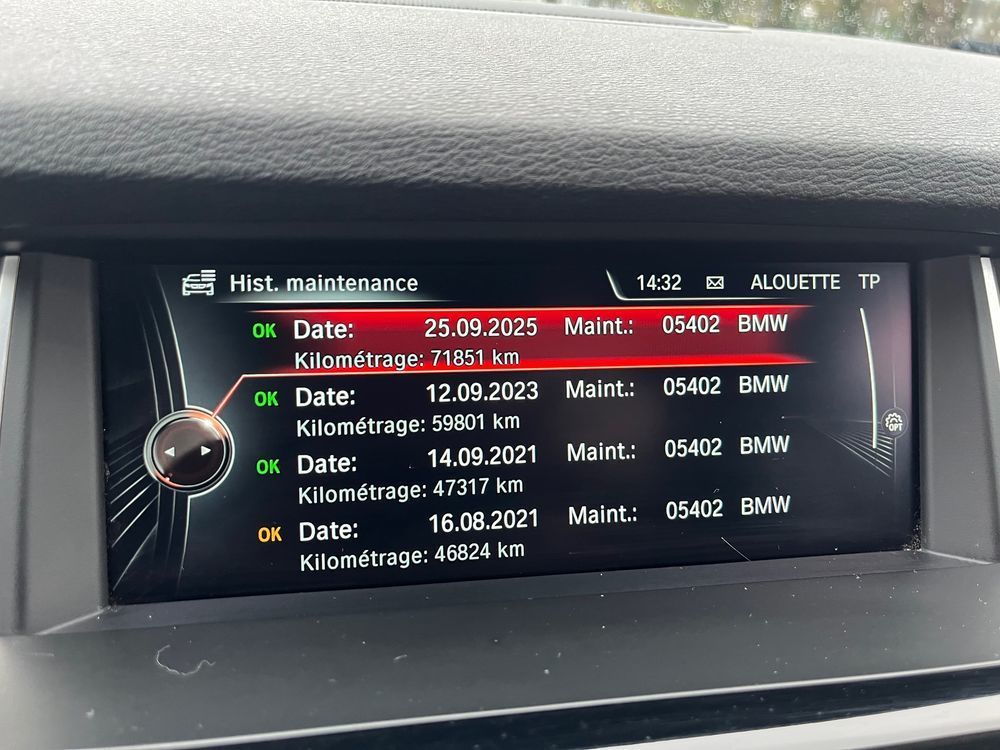 Hist. maintenance 14:32 ALOUETTE TP
OK Date: 25.09.2025 Maint.: 05402 BMW
Kilométrage: 71851 km
OK Date: 12.09.2023 Maint.: 05402 BMW
Kilométrage: 59801 km
OK Date: 14.09.2021 Maint.: 05402 BMW
Kilométrage: 47317 km
OK Date: 16.08.2021 Maint.: 05402 BMW
Kilométrage: 46824 km
OPT